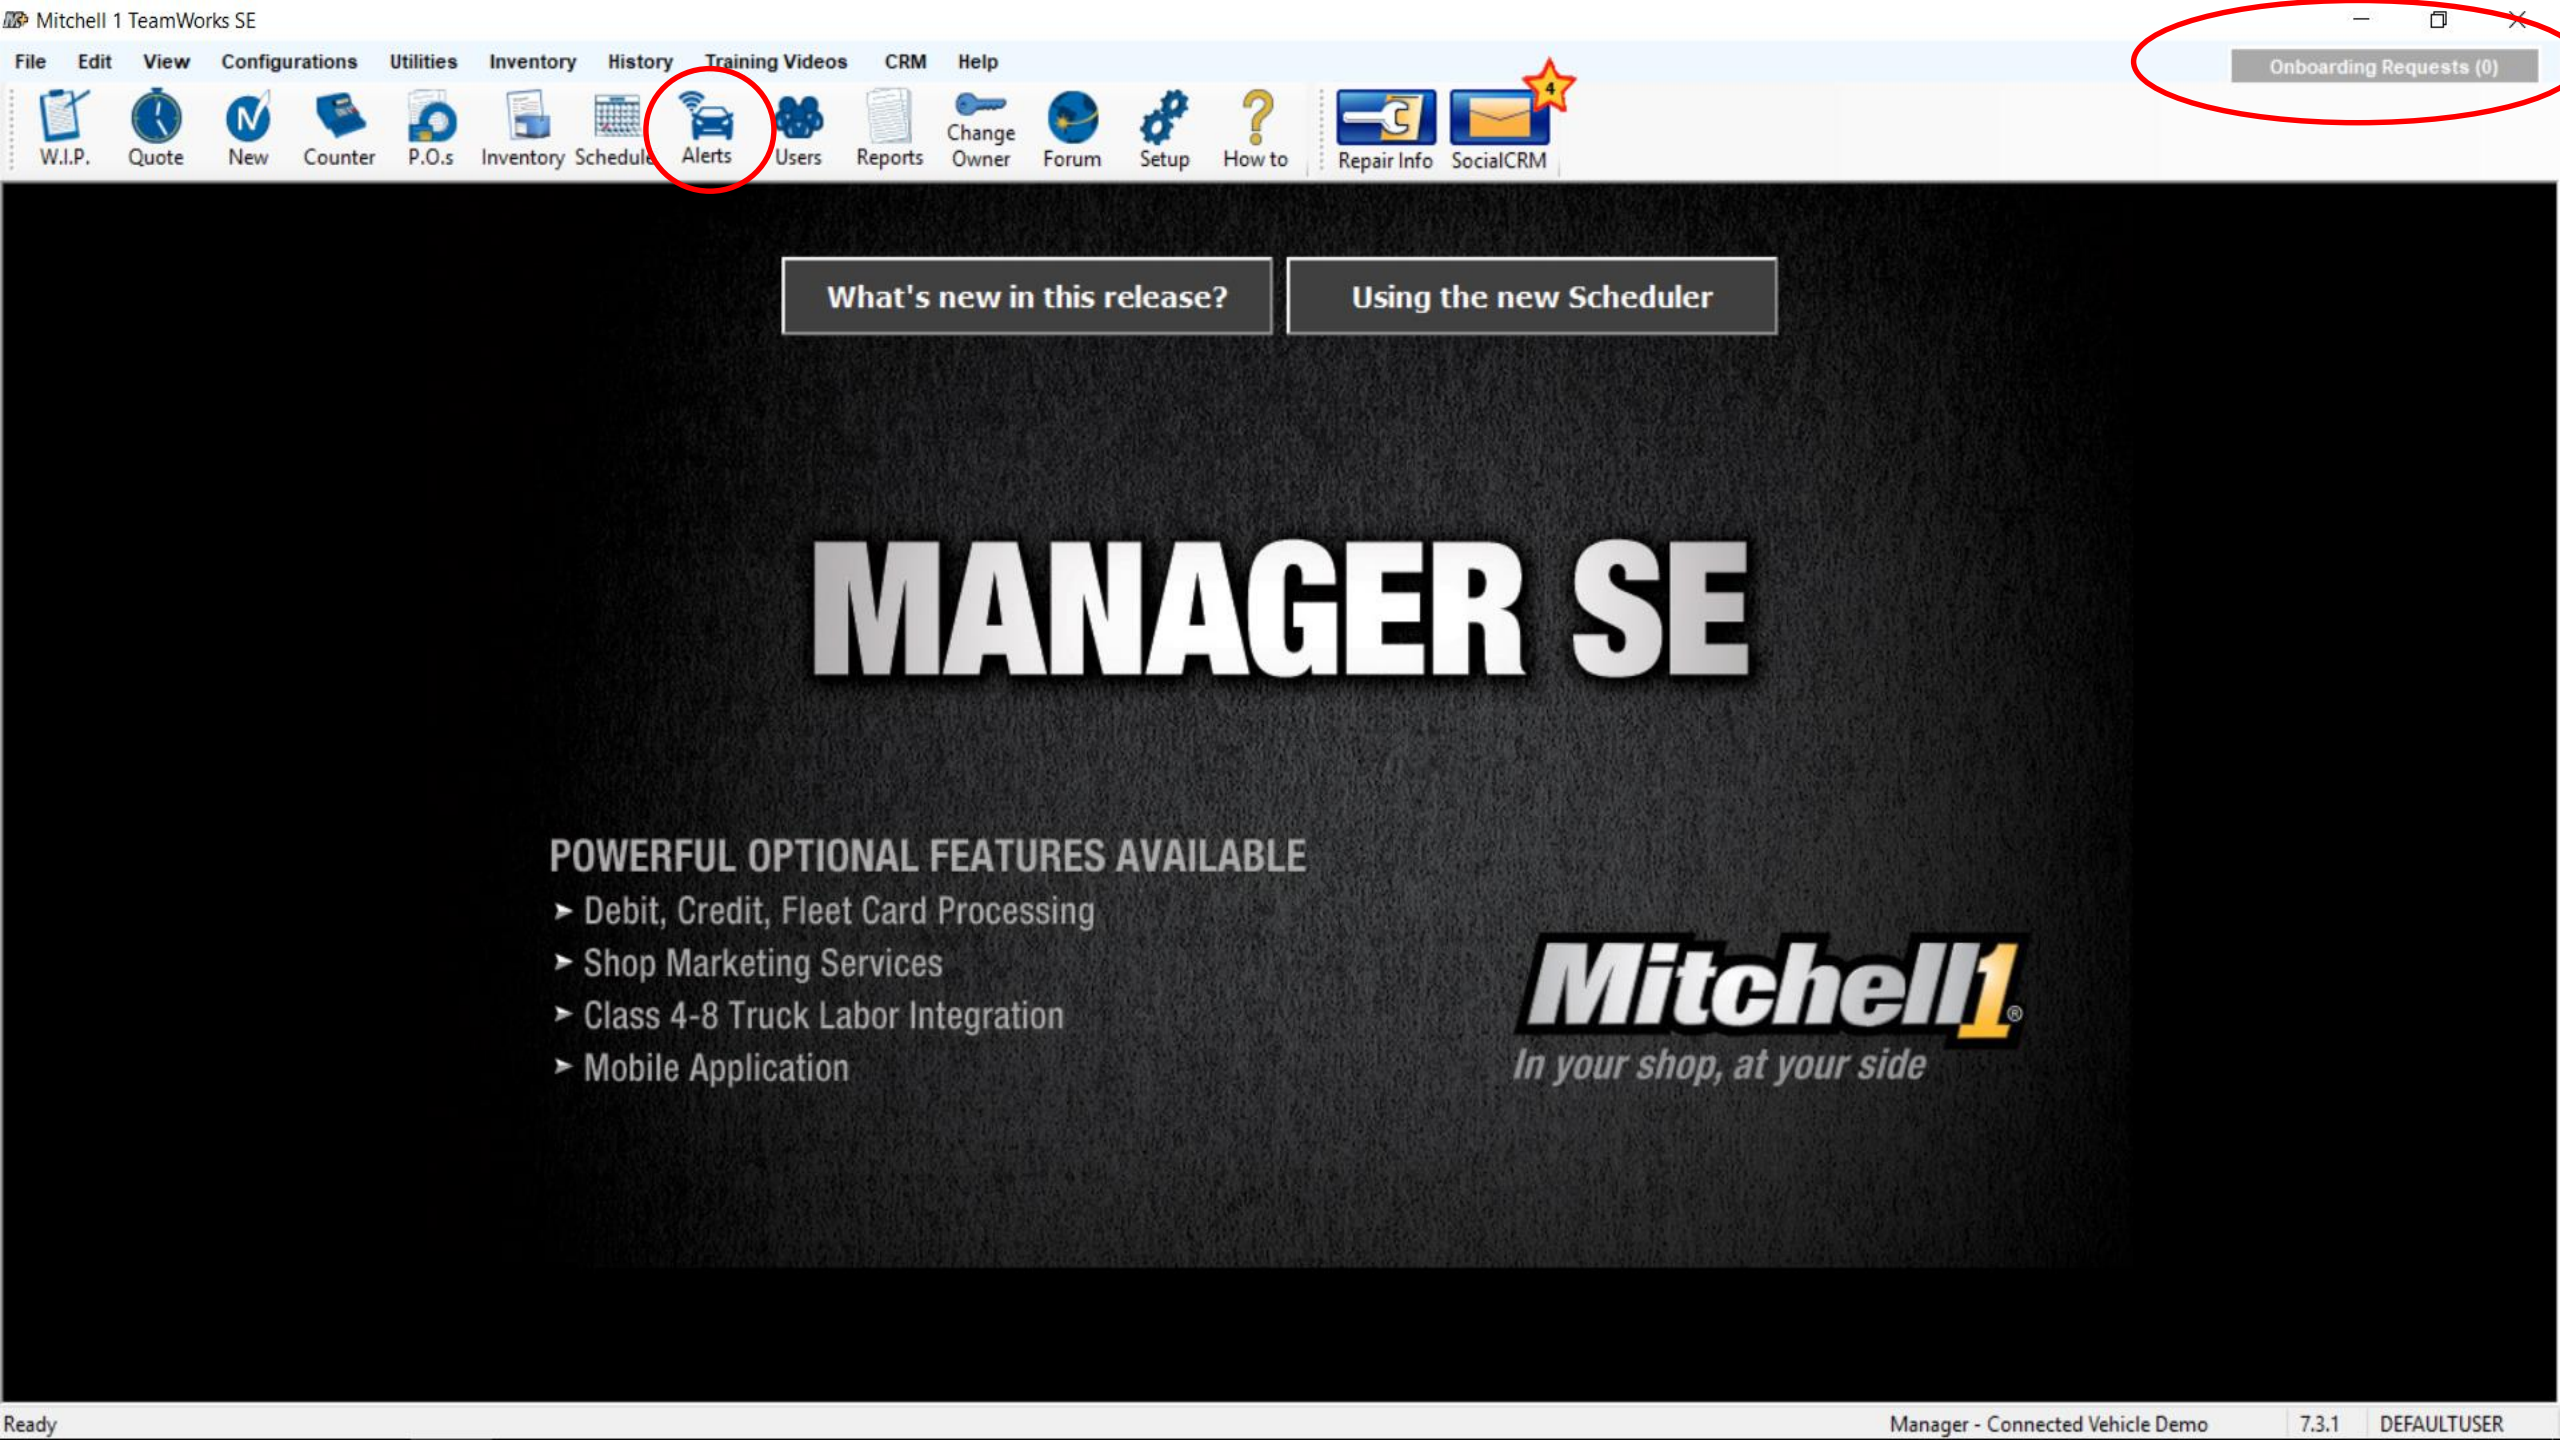 Mitchell 1 TeamWorks SE
File Edit View Configurations Utilities Inventory History Training Videos CRM Help
Onboarding Requests (0)
4
W.I.P. Quote New Counter P.O.s Inventory Schedule Alerts Users Reports Change Owner Forum Setup How to Repair Info SocialCRM
What's new in this release? Using the new Scheduler
MANAGER SE
POWERFUL OPTIONAL FEATURES AVAILABLE
➤ Debit, Credit, Fleet Card Processing
➤ Shop Marketing Services
➤ Class 4-8 Truck Labor Integration
➤ Mobile Application
Mitchell1®
In your shop, at your side
Ready Manager - Connected Vehicle Demo 7.3.1 DEFAULTUSER